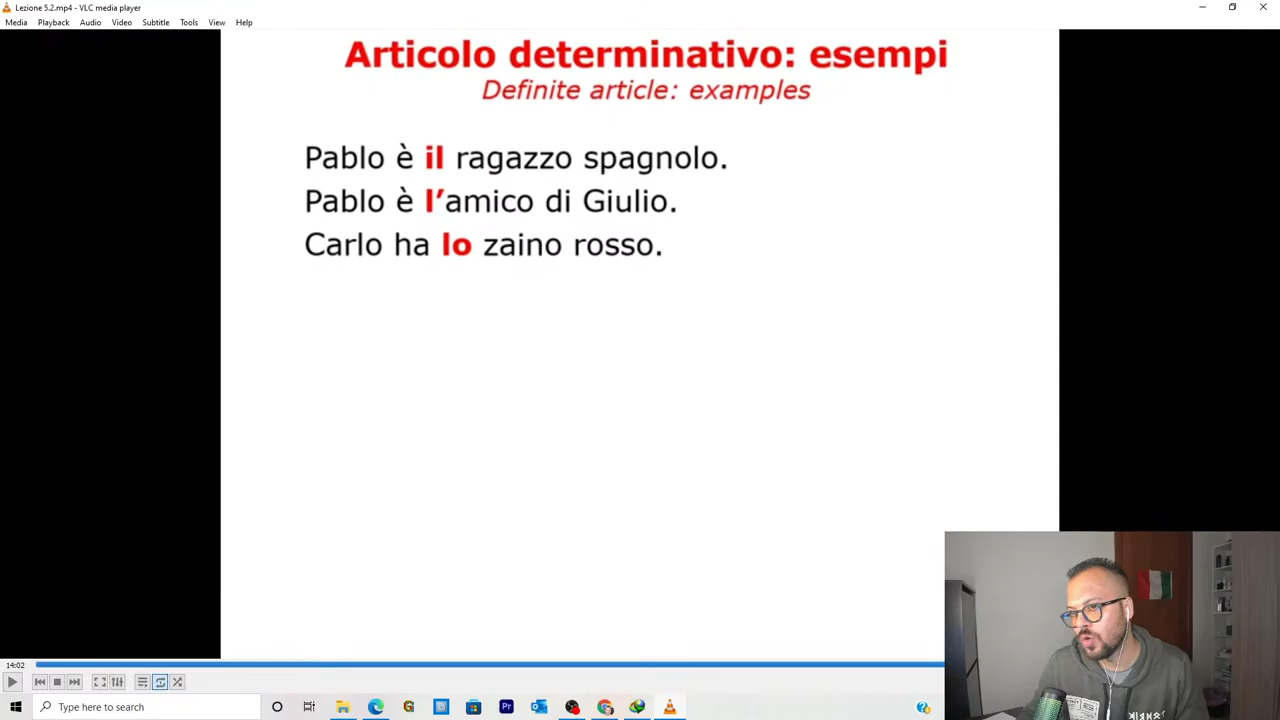 Lezione 5.2.mp4 - VLC media player
Media Playback Audio Video Subtitle Tools View Help
Articolo determinativo: esempi
Definite article: examples
Pablo è il ragazzo spagnolo.
Pablo è l’amico di Giulio.
Carlo ha lo zaino rosso.
14:02
Type here to search